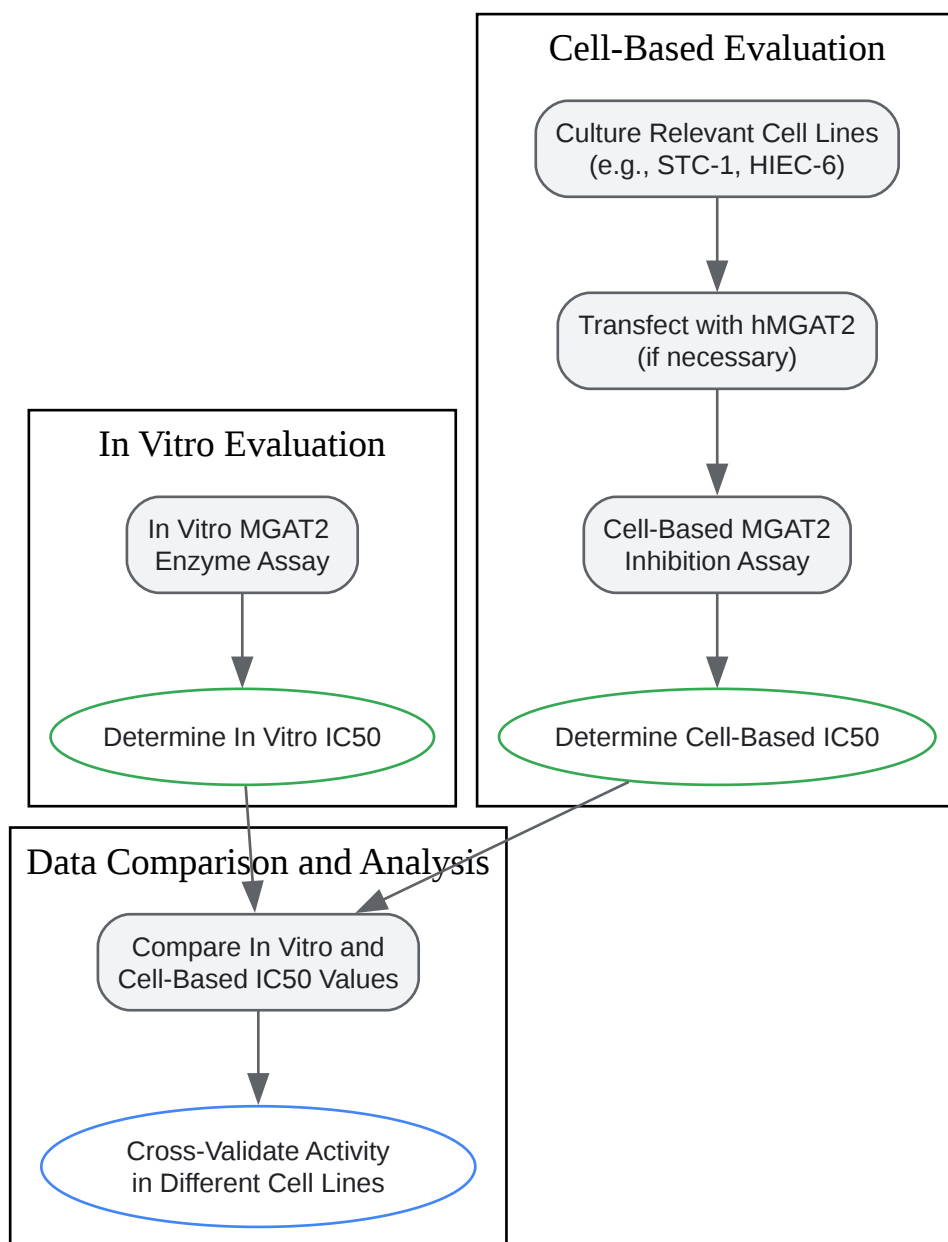 Cell-Based Evaluation
Culture Relevant Cell Lines
(e.g., STC-1, HIEC-6)
Transfect with hMGAT2
(if necessary)
Cell-Based MGAT2
Inhibition Assay
Determine Cell-Based IC50
In Vitro Evaluation
In Vitro MGAT2
Enzyme Assay
Determine In Vitro IC50
Data Comparison and Analysis
Compare In Vitro and
Cell-Based IC50 Values
Cross-Validate Activity
in Different Cell Lines